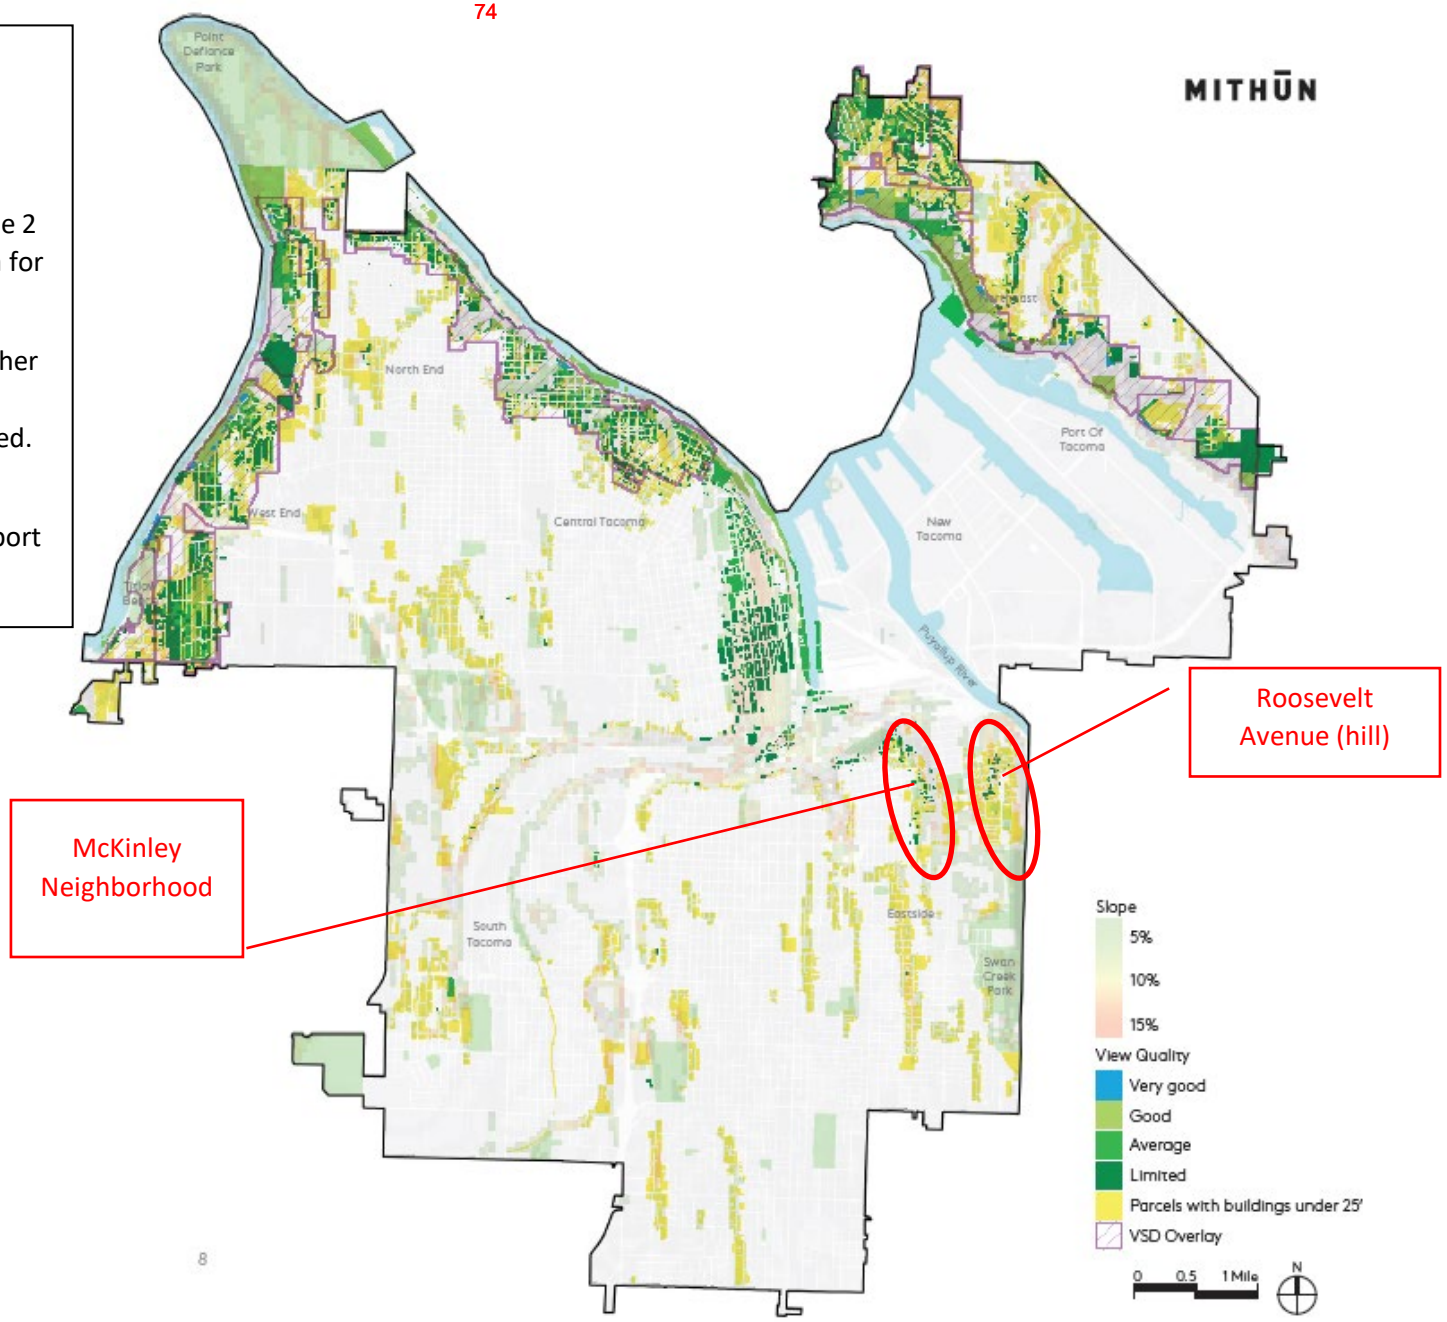 74
e 2
for
her
ed.
port
MITHŪN
Point
Defiance
Park
North End
Northeast
Port Of
Tacoma
West End
Central Tacoma
New
Tacoma
Puyallup River
Roosevelt
Avenue (hill)
McKinley
Neighborhood
South
Tacoma
Eastside
Swan
Creek
Park
Slope
5%
10%
15%
View Quality
Very good
Good
Average
Limited
Parcels with buildings under 25'
VSD Overlay
0 0.5 1 Mile
N
8